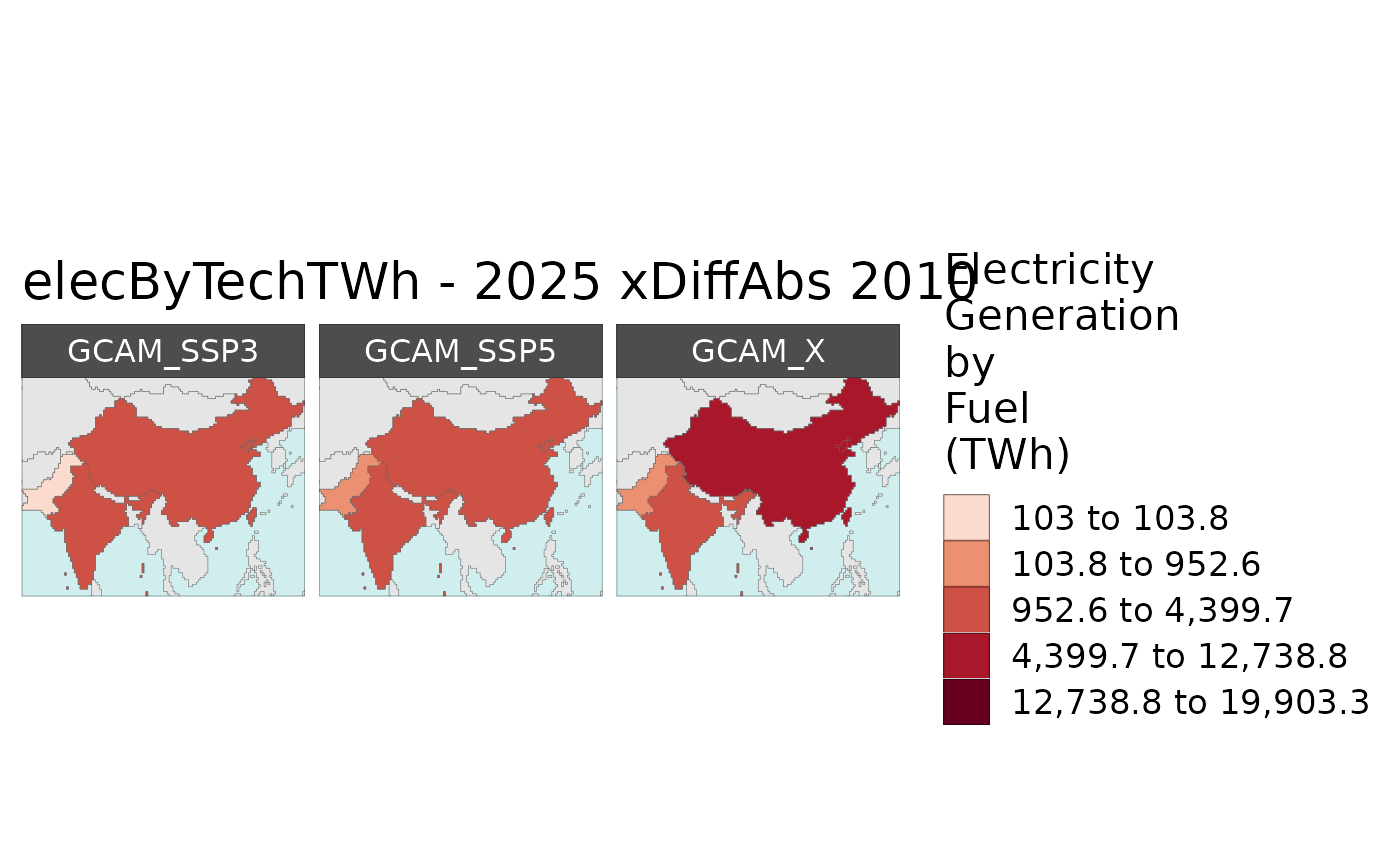 elecByTechTWh - 2025 xDiffAbs 2010
GCAM_SSP3
GCAM_SSP5
GCAM_X
Electricity
Generation
by
Fuel
(TWh)
103 to 103.8
103.8 to 952.6
952.6 to 4,399.7
4,399.7 to 12,738.8
12,738.8 to 19,903.3